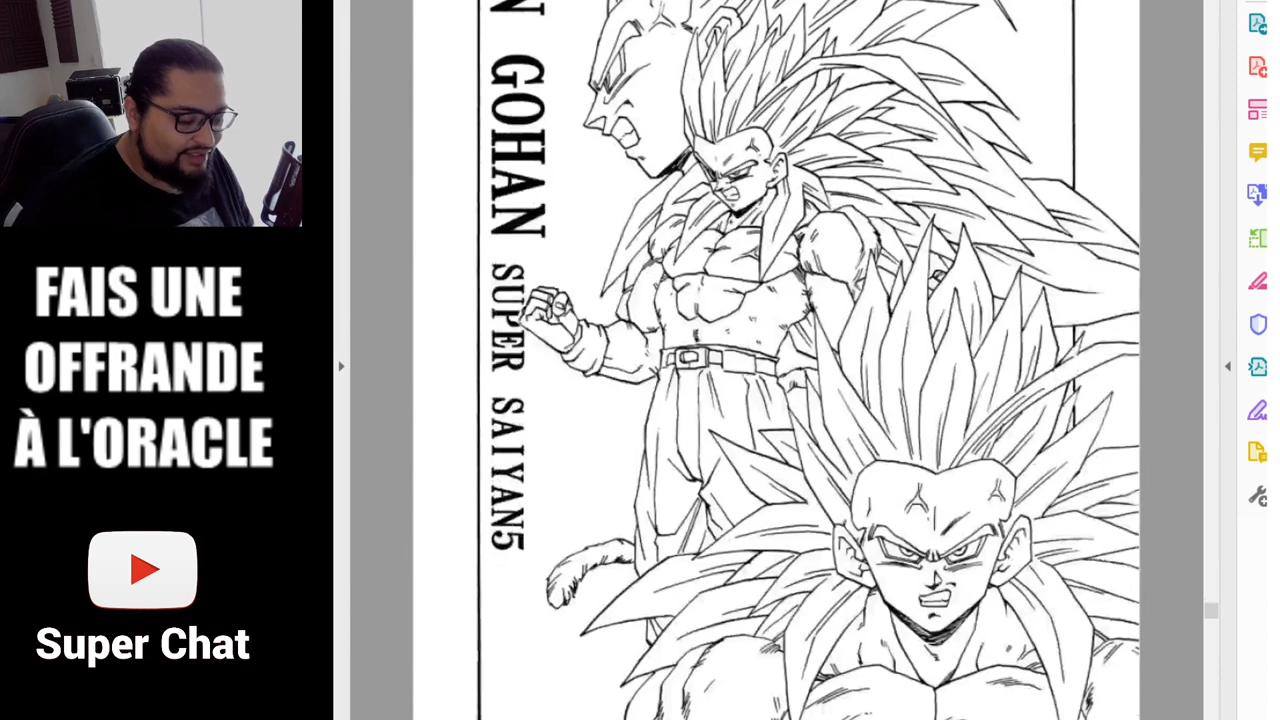 FAIS UNE
OFFRANDE
À L'ORACLE
Super Chat
GOHAN SUPER SAIYAN5